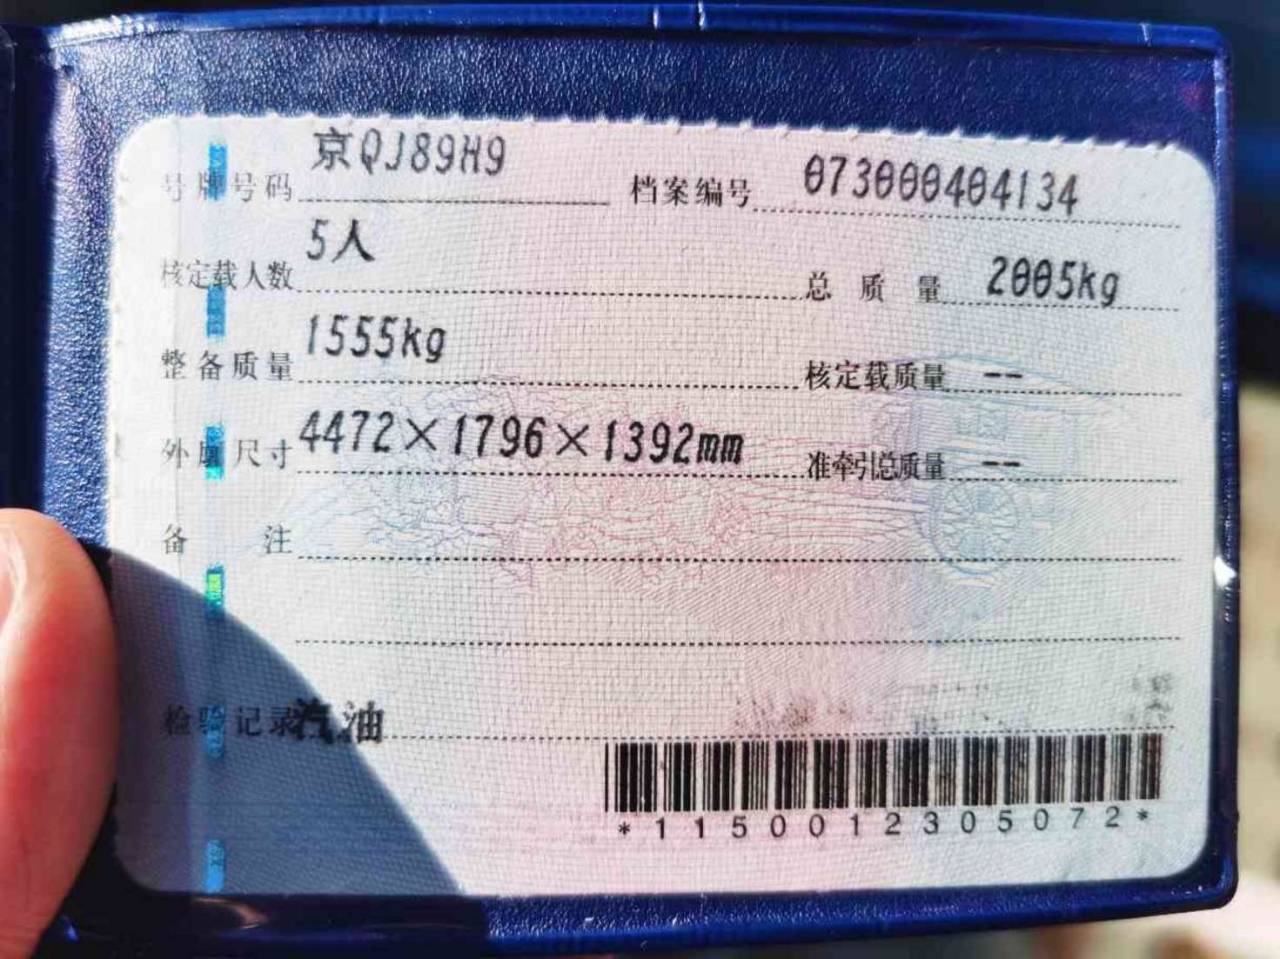 号牌号码 京QJ89H9 档案编号 073000404134
核定载人数 5人 总质量 2005kg
整备质量 1555kg 核定载质量 --
外廓尺寸 4472×1796×1392mm 准牵引总质量 --
备注
检验记录 汽油
*1150012305072*